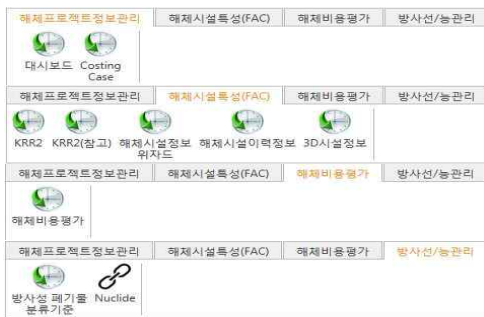 해체프로젝트정보관리 해체시설특성(FAC) 해체비용평가 방사선/능관리
대시보드 Costing
Case
해체프로젝트정보관리 해체시설특성(FAC) 해체비용평가 방사선/능관리
KRR2 KRR2(참고) 해체시설정보 해체시설이력정보 3D시설정보
위자드
해체프로젝트정보관리 해체시설특성(FAC) 해체비용평가 방사선/능관리
해체비용평가
해체프로젝트정보관리 해체시설특성(FAC) 해체비용평가 방사선/능관리
방사성 폐기물 Nuclide
분류기준